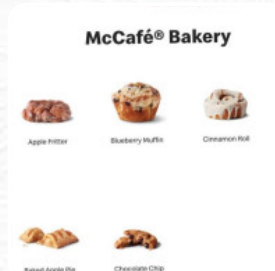 McCafé® Bakery
Apple Fritter
Blueberry Muffin
Cinnamon Roll
Baked Apple Pie
Chocolate Chip